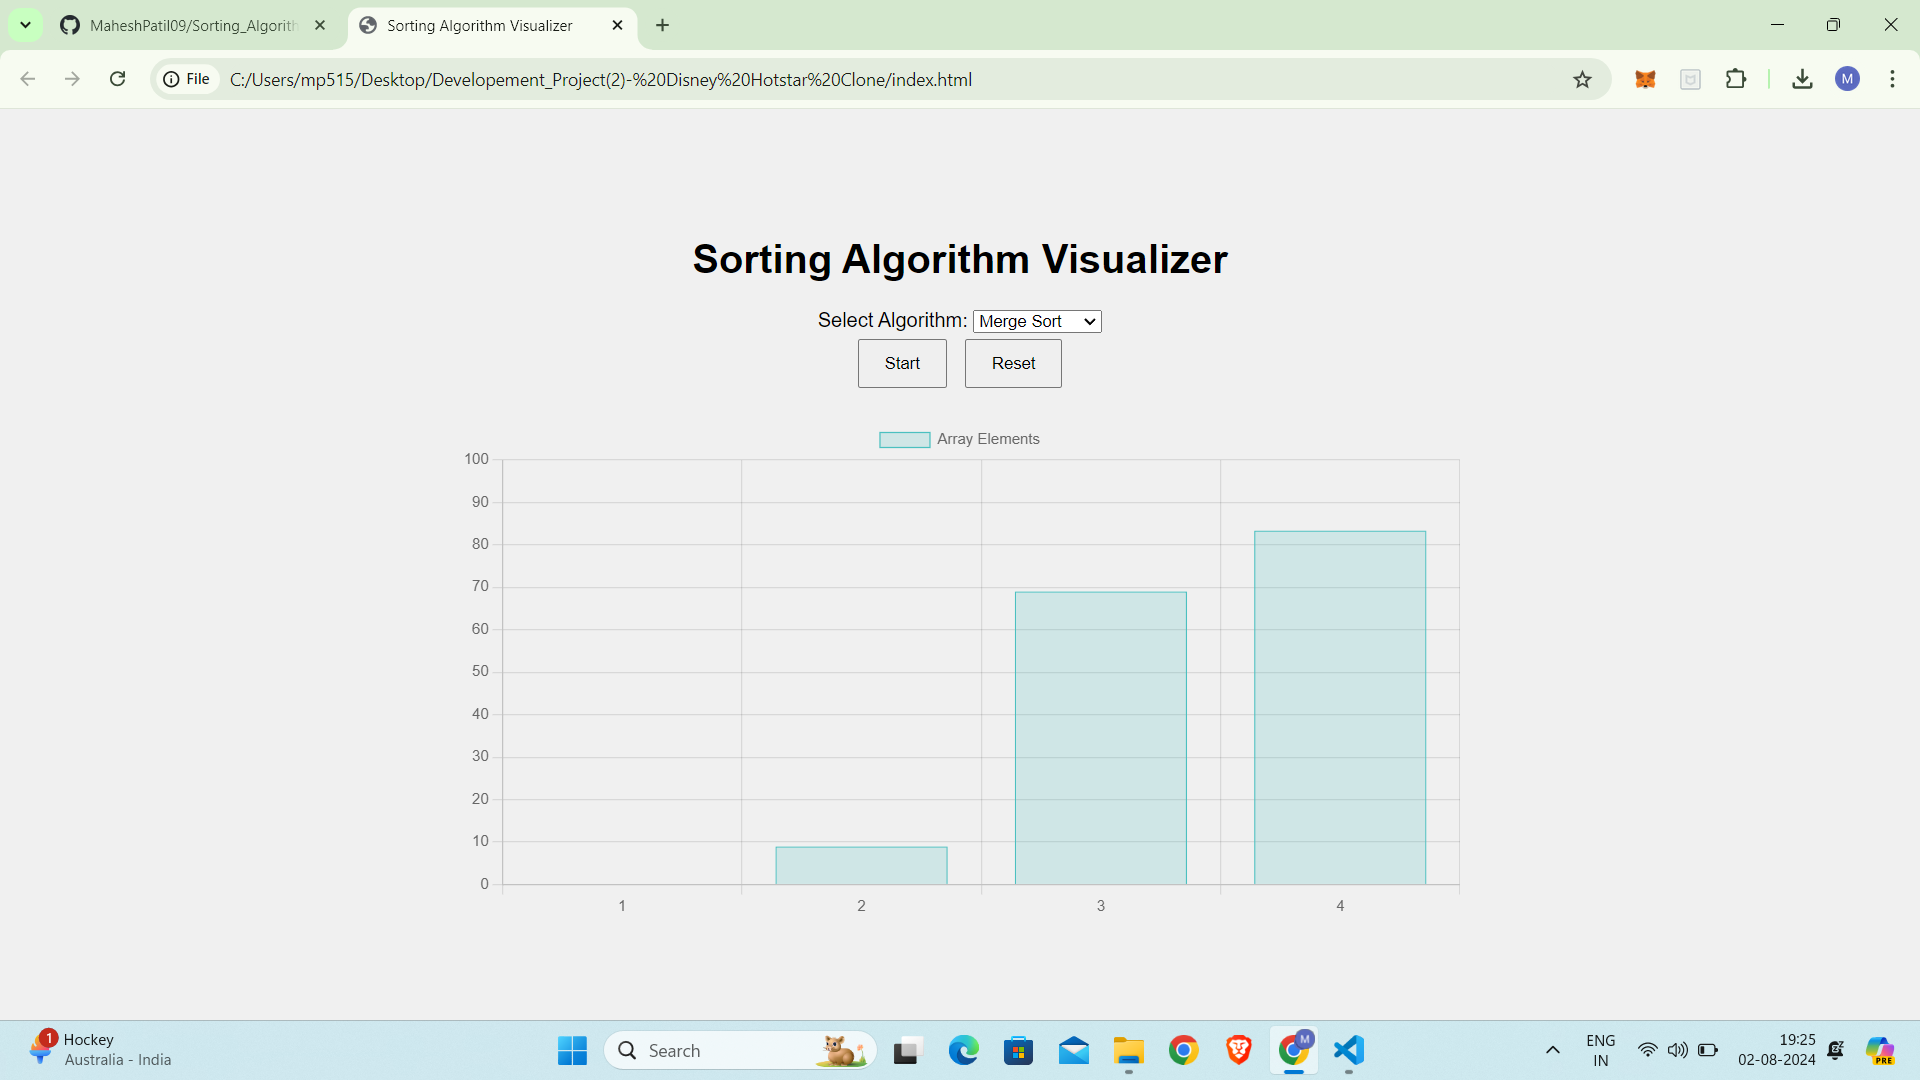 MaheshPatil09/Sorting_Algorith
Sorting Algorithm Visualizer
File
C:/Users/mp515/Desktop/Developement_Project(2)-%20Disney%20Hotstar%20Clone/index.html
M
Sorting Algorithm Visualizer
Select Algorithm: Merge Sort
Start Reset
Array Elements
100
90
80
70
60
50
40
30
20
10
0
1 2 3 4
1
Hockey
Australia - India
Search
M
ENG
IN
19:25
02-08-2024
PRE